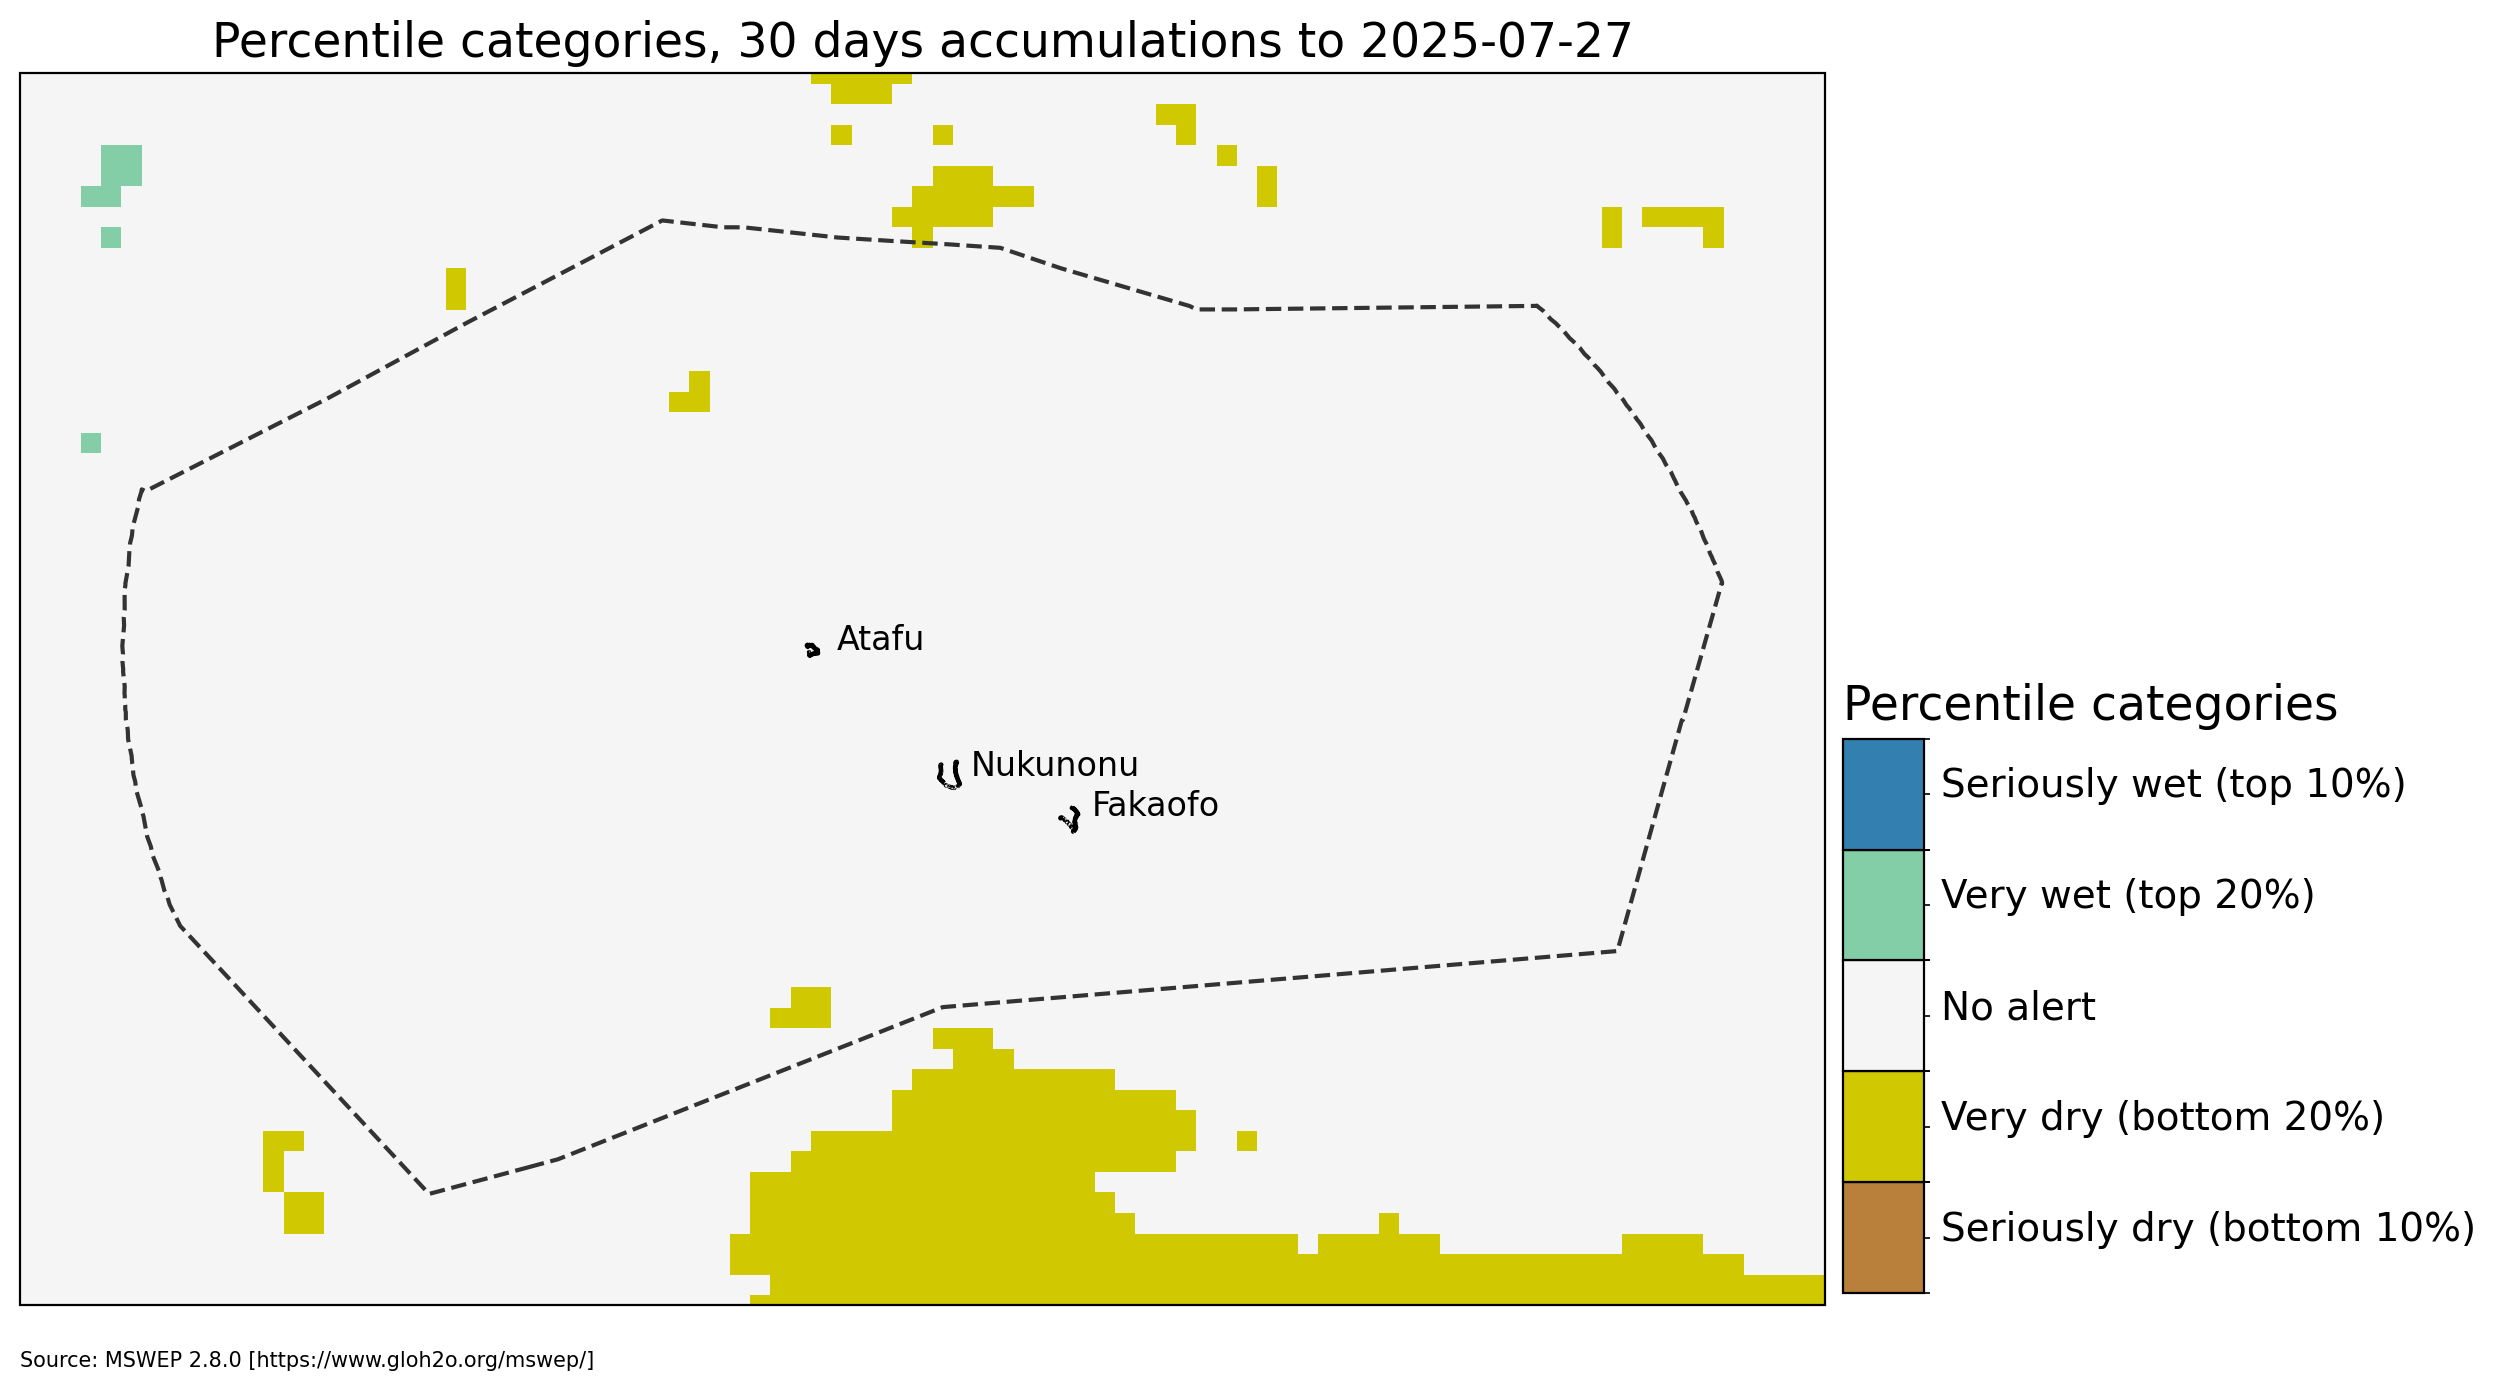 Percentile categories, 30 days accumulations to 2025-07-27
Atafu
Nukunonu
Fakaofo
Percentile categories
Seriously wet (top 10%)
Very wet (top 20%)
No alert
Very dry (bottom 20%)
Seriously dry (bottom 10%)
Source: MSWEP 2.8.0 [https://www.gloh2o.org/mswep/]